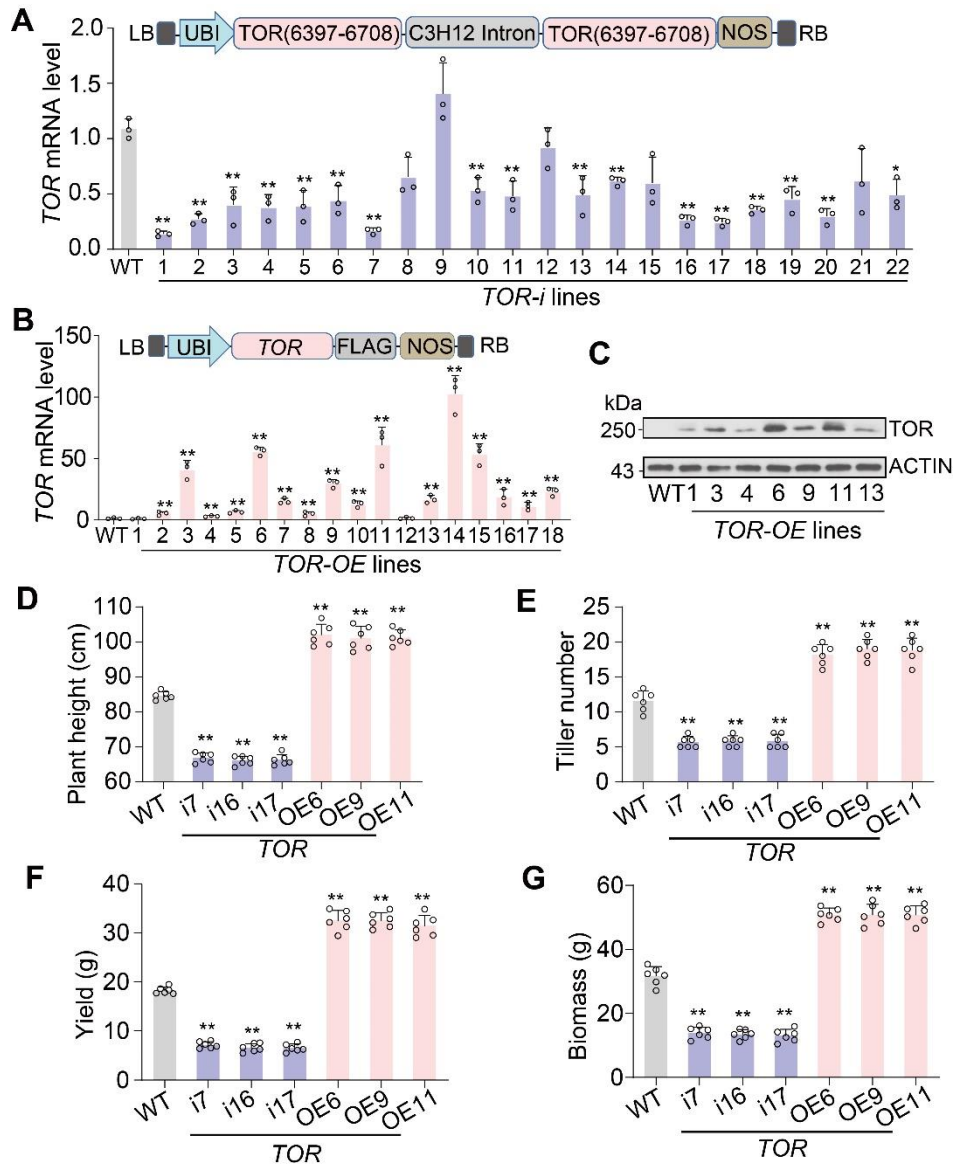 A
LB UBI TOR(6397-6708) C3H12 Intron TOR(6397-6708) NOS RB
TOR mRNA level
2.0
1.5
1.0
0.5
0.0
** ** ** ** ** ** ** ** ** ** ** ** ** ** ** ** *
WT 1 2 3 4 5 6 7 8 9 10 11 12 13 14 15 16 17 18 19 20 21 22
TOR-i lines
B
LB UBI TOR FLAG NOS RB
TOR mRNA level
150
100
50
0
** ** ** ** ** ** ** ** ** ** ** ** ** ** ** **
WT 1 2 3 4 5 6 7 8 9 10 11 12 13 14 15 16 17 18
TOR-OE lines
C
kDa
250 TOR
43 ACTIN
WT 1 3 4 6 9 11 13
TOR-OE lines
D
Plant height (cm)
110
100
90
80
70
60
** ** ** ** ** **
WT i7 i16 i17 OE6 OE9 OE11
TOR
E
Tiller number
25
20
15
10
5
0
** ** ** ** ** **
WT i7 i16 i17 OE6 OE9 OE11
TOR
F
Yield (g)
40
30
20
10
0
** ** ** ** ** **
WT i7 i16 i17 OE6 OE9 OE11
TOR
G
Biomass (g)
60
40
20
0
** ** ** ** ** **
WT i7 i16 i17 OE6 OE9 OE11
TOR